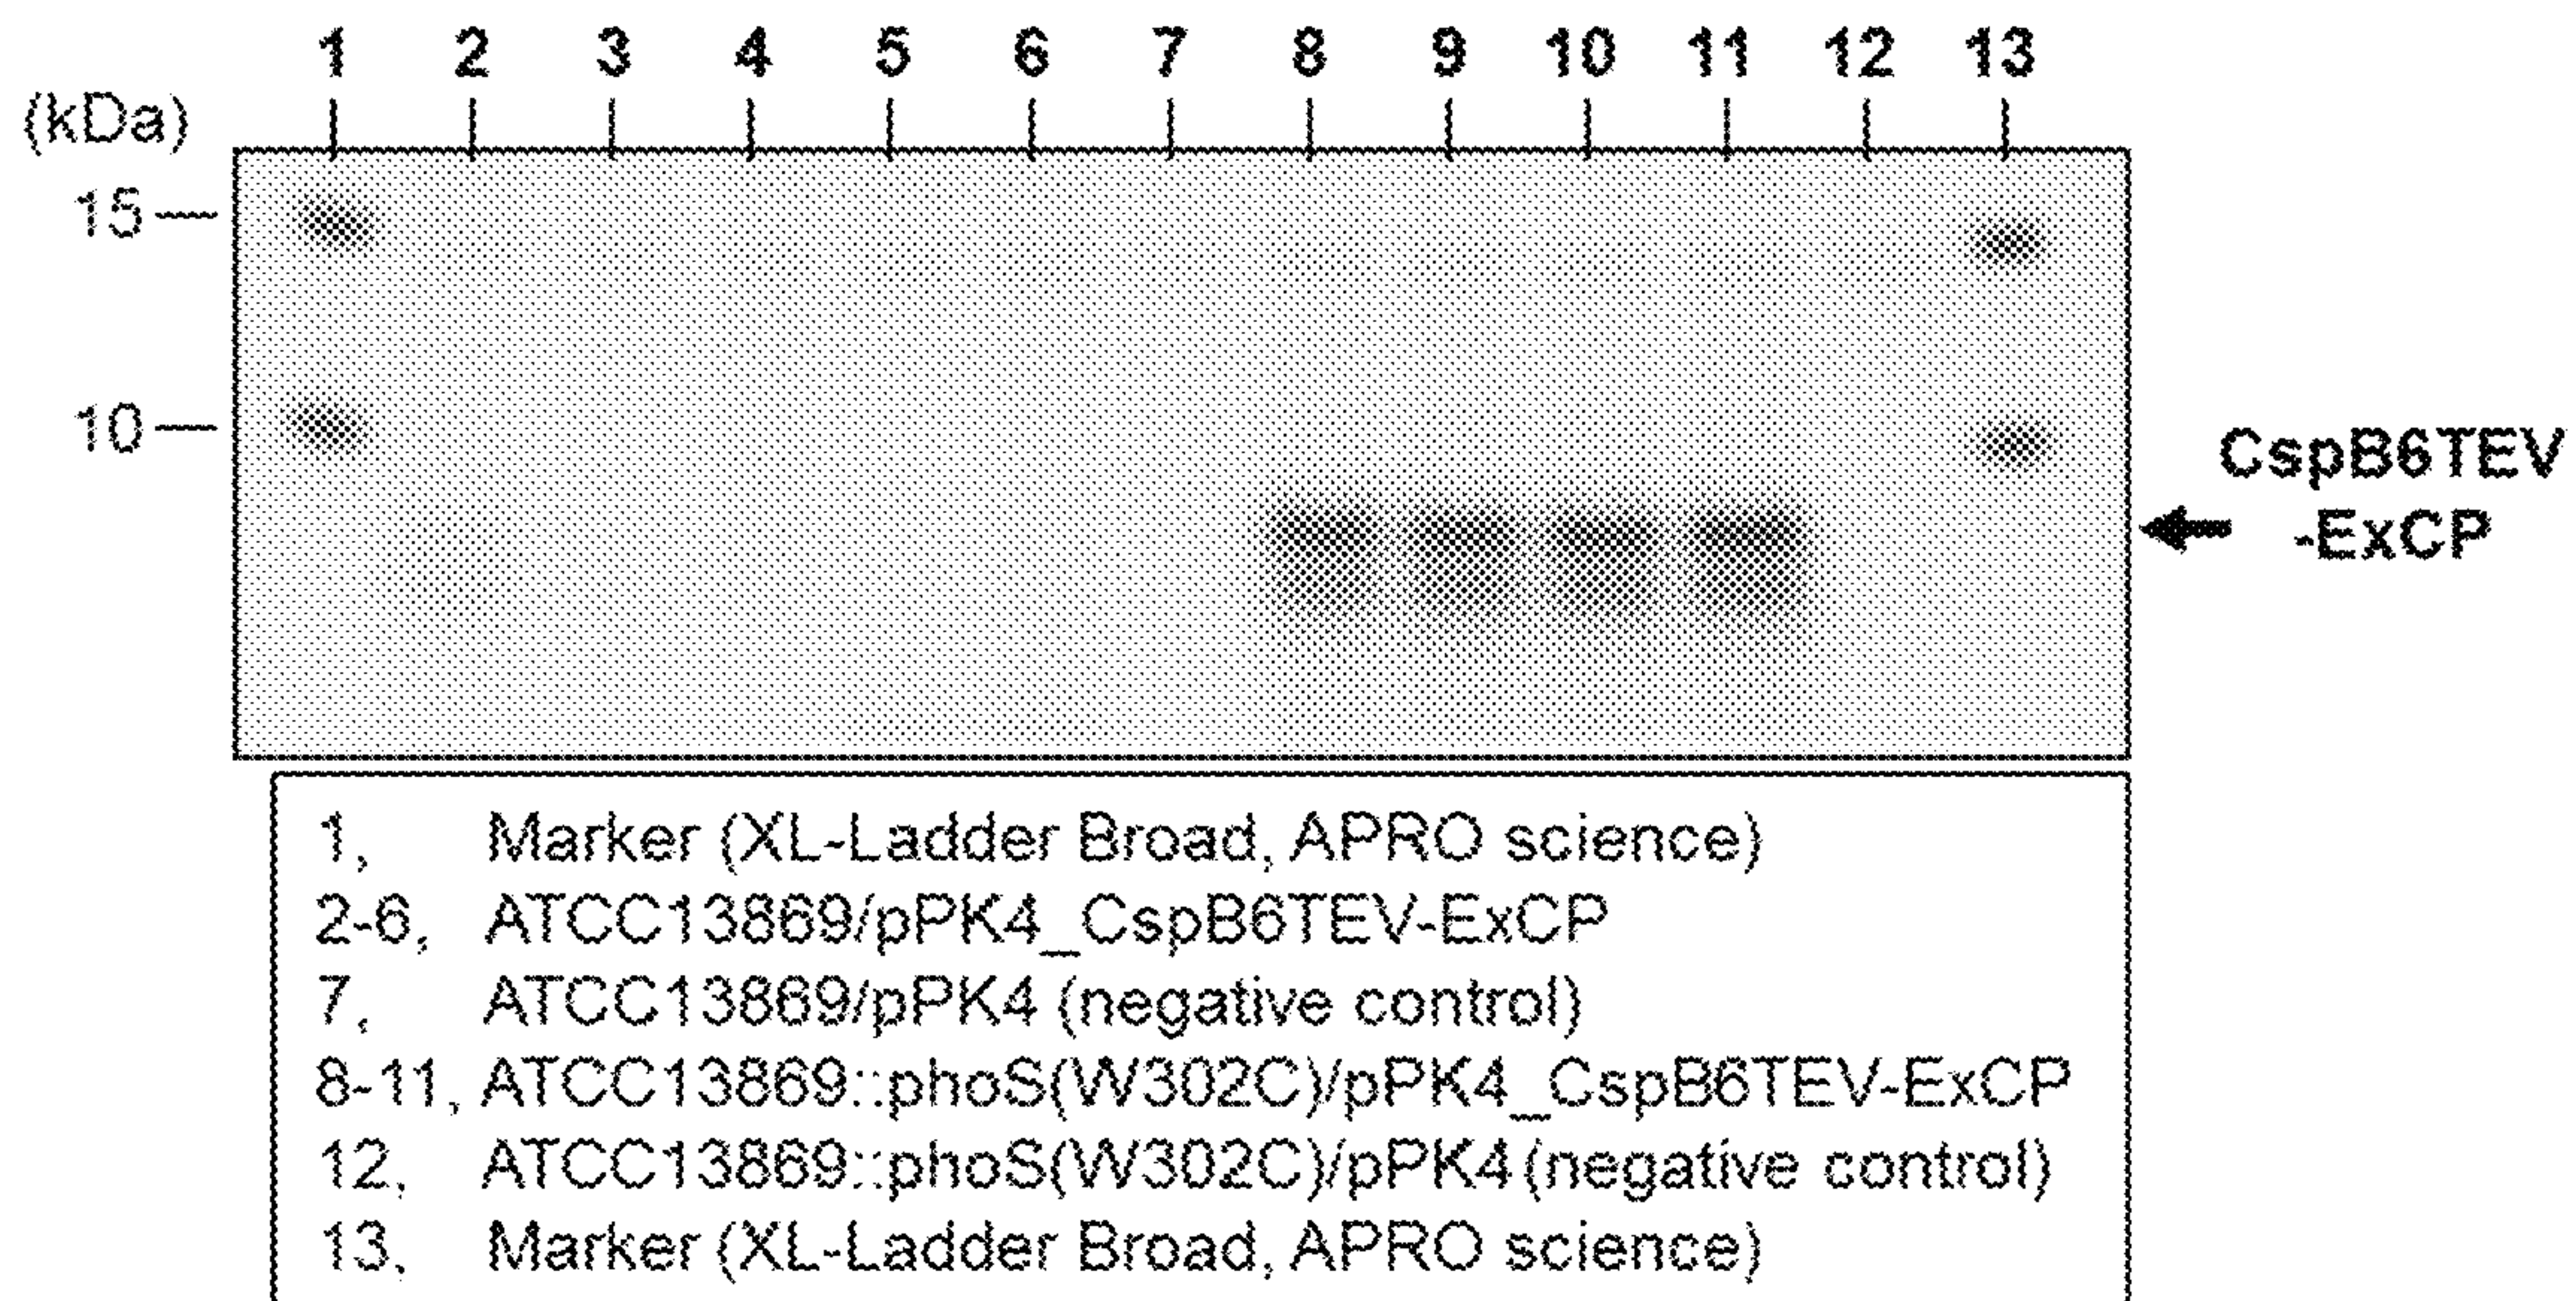 1 2 3 4 5 6 7 8 9 10 11 12 13
(kDa)
15
10
CspB6TEV
-ExCP
1, Marker (XL-Ladder Broad, APRO science)
2-6, ATCC13869/pPK4_CspB6TEV-ExCP
7, ATCC13869/pPK4 (negative control)
8-11, ATCC13869::phoS(W302C)/pPK4_CspB6TEV-ExCP
12, ATCC13869::phoS(W302C)/pPK4 (negative control)
13, Marker (XL-Ladder Broad, APRO science)